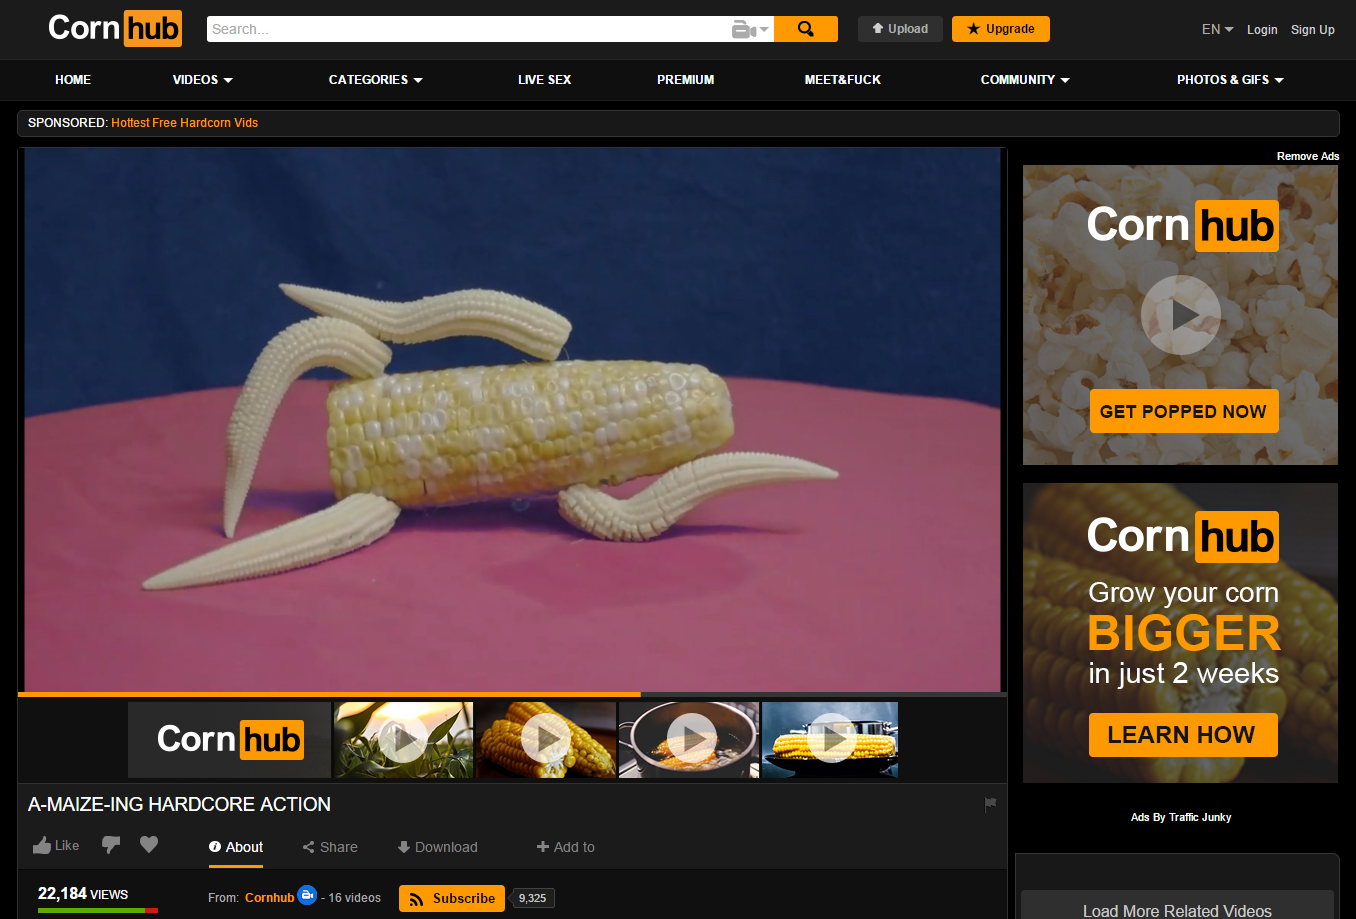 Corn hub
Search...
Upload
Upgrade
EN
Login
Sign Up
HOME
VIDEOS
CATEGORIES
LIVE SEX
PREMIUM
MEET&FUCK
COMMUNITY
PHOTOS & GIFS
SPONSORED: Hottest Free Hardcorn Vids
Remove Ads
Corn hub
GET POPPED NOW
Corn hub
Grow your corn
BIGGER
in just 2 weeks
LEARN HOW
Ads By Traffic Junky
Corn hub
A-MAIZE-ING HARDCORE ACTION
Like
About
Share
Download
Add to
22,184 VIEWS
From: Cornhub - 16 videos
Subscribe
9,325
Load More Related Videos